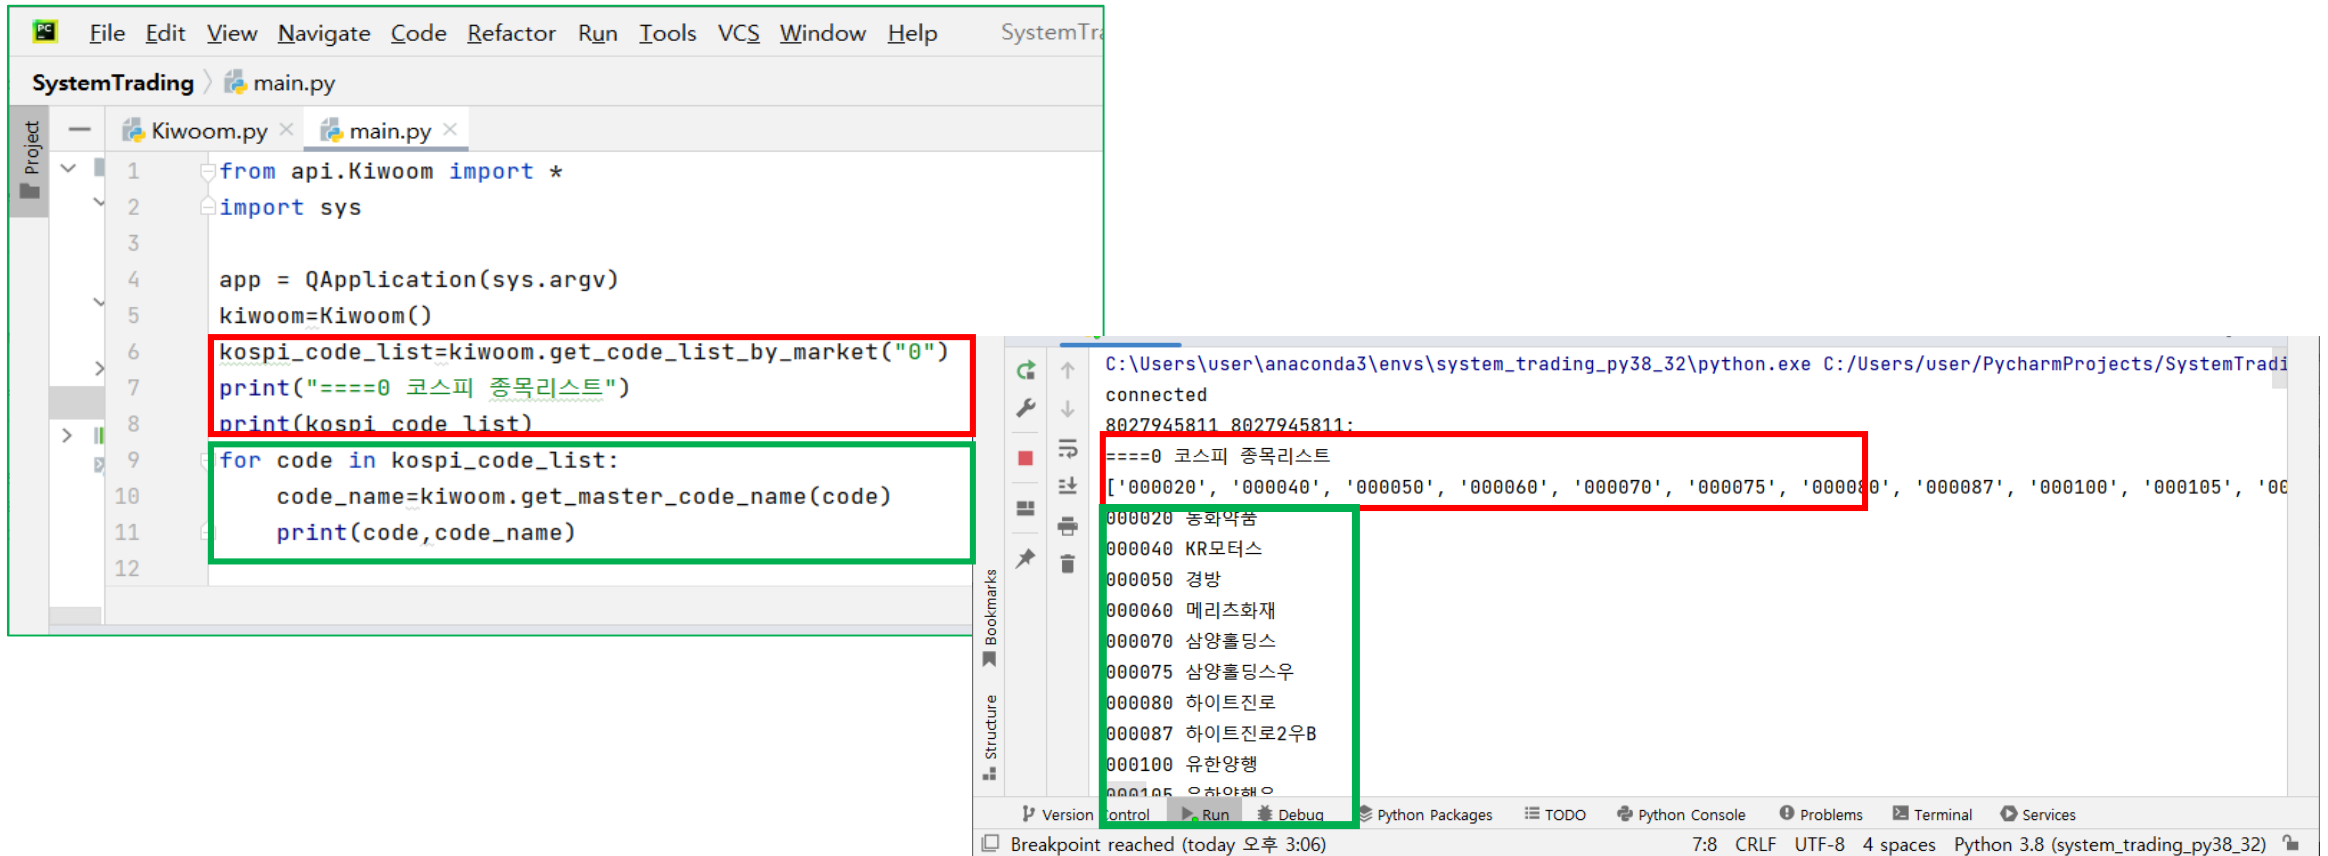 File Edit View Navigate Code Refactor Run Tools VCS Window Help SystemTra
SystemTrading main.py
Project
Kiwoom.py main.py
1 from api.Kiwoom import *
2 import sys
3
4 app = QApplication(sys.argv)
5 kiwoom=Kiwoom()
6 kospi_code_list=kiwoom.get_code_list_by_market("0")
7 print("====0 코스피 종목리스트")
8 print(kospi_code_list)
9 for code in kospi_code_list:
10 code_name=kiwoom.get_master_code_name(code)
11 print(code,code_name)
12
C:\Users\user\anaconda3\envs\system_trading_py38_32\python.exe C:/Users/user/PycharmProjects/SystemTradi
connected
8027945811 8027945811;
====0 코스피 종목리스트
['000020', '000040', '000050', '000060', '000070', '000075', '000080', '000087', '000100', '000105', '00
000020 동화약품
000040 KR모터스
000050 경방
000060 메리츠화재
000070 삼양홀딩스
000075 삼양홀딩스우
000080 하이트진로
000087 하이트진로2우B
000100 유한양행
000105 유한양행우
Bookmarks
Structure
Version Control Run Debug Python Packages TODO Python Console Problems Terminal Services
Breakpoint reached (today 오후 3:06) 7:8 CRLF UTF-8 4 spaces Python 3.8 (system_trading_py38_32)